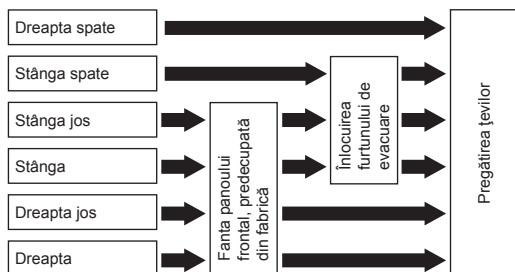 Dreapta spate
Stânga spate
Stânga jos
Stânga
Dreapta jos
Dreapta
Fanta panoului
frontal, predecupată
din fabrică
Înlocuirea
furtunului de
evacuare
Pregătirea ţevilor